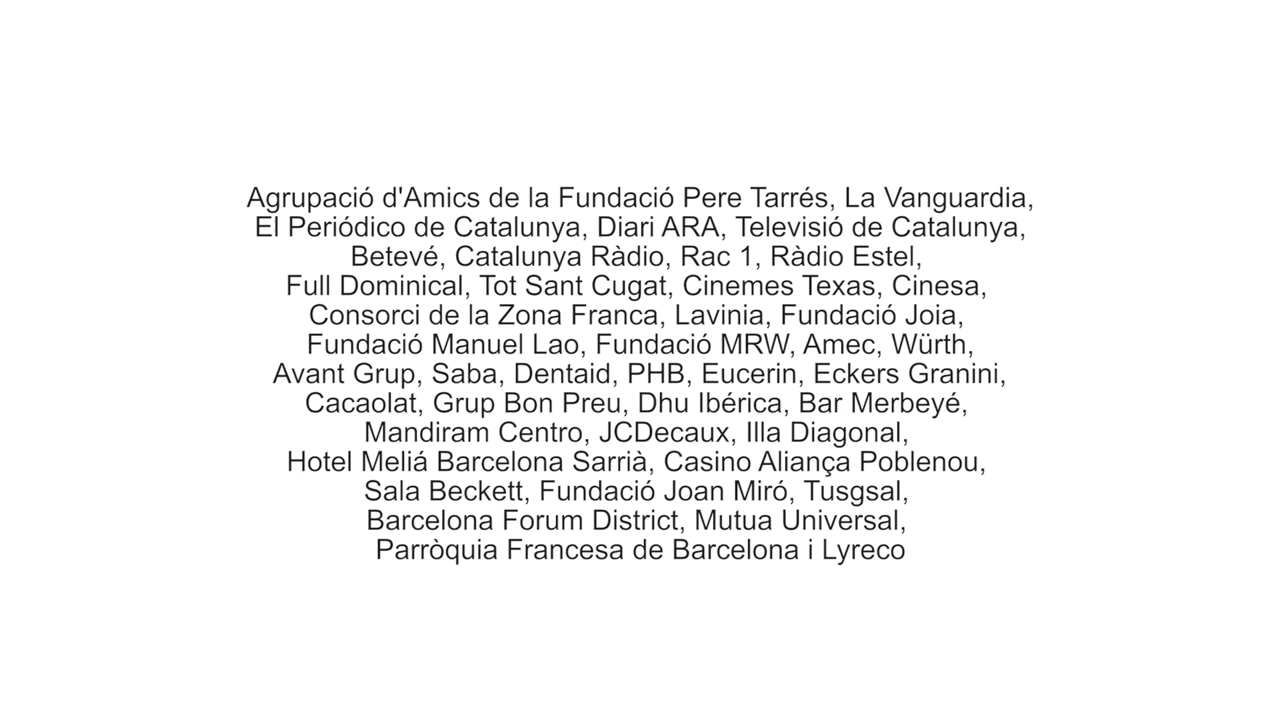 Agrupació d'Amics de la Fundació Pere Tarrés, La Vanguardia,
El Periódico de Catalunya, Diari ARA, Televisió de Catalunya,
Betevé, Catalunya Ràdio, Rac 1, Ràdio Estel,
Full Dominical, Tot Sant Cugat, Cinemes Texas, Cinesa,
Consorci de la Zona Franca, Lavinia, Fundació Joia,
Fundació Manuel Lao, Fundació MRW, Amec, Würth,
Avant Grup, Saba, Dentaid, PHB, Eucerin, Eckers Granini,
Cacaolat, Grup Bon Preu, Dhu Ibérica, Bar Merbeyé,
Mandiram Centro, JCDecaux, Illa Diagonal,
Hotel Meliá Barcelona Sarrià, Casino Aliança Poblenou,
Sala Beckett, Fundació Joan Miró, Tusgsal,
Barcelona Forum District, Mutua Universal,
Parròquia Francesa de Barcelona i Lyreco